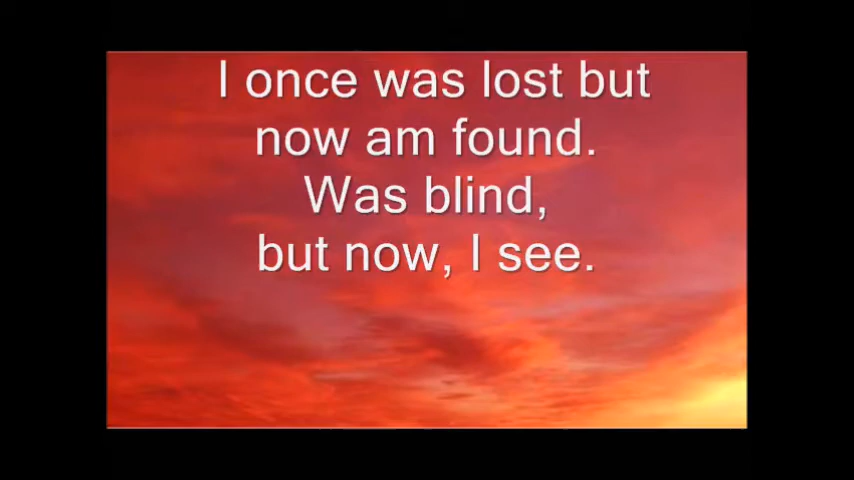 I once was lost but
now am found.
Was blind,
but now, I see.